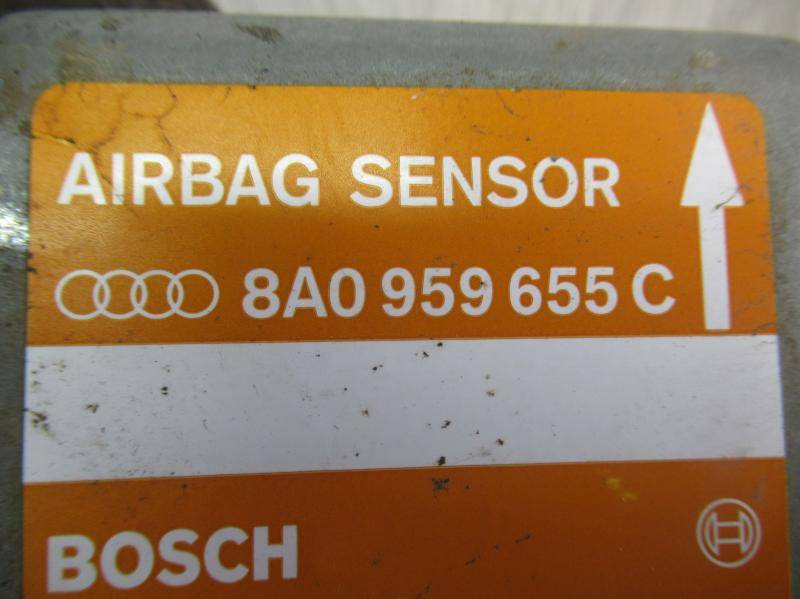 AIRBAG SENSOR
8A0 959 655 C
BOSCH